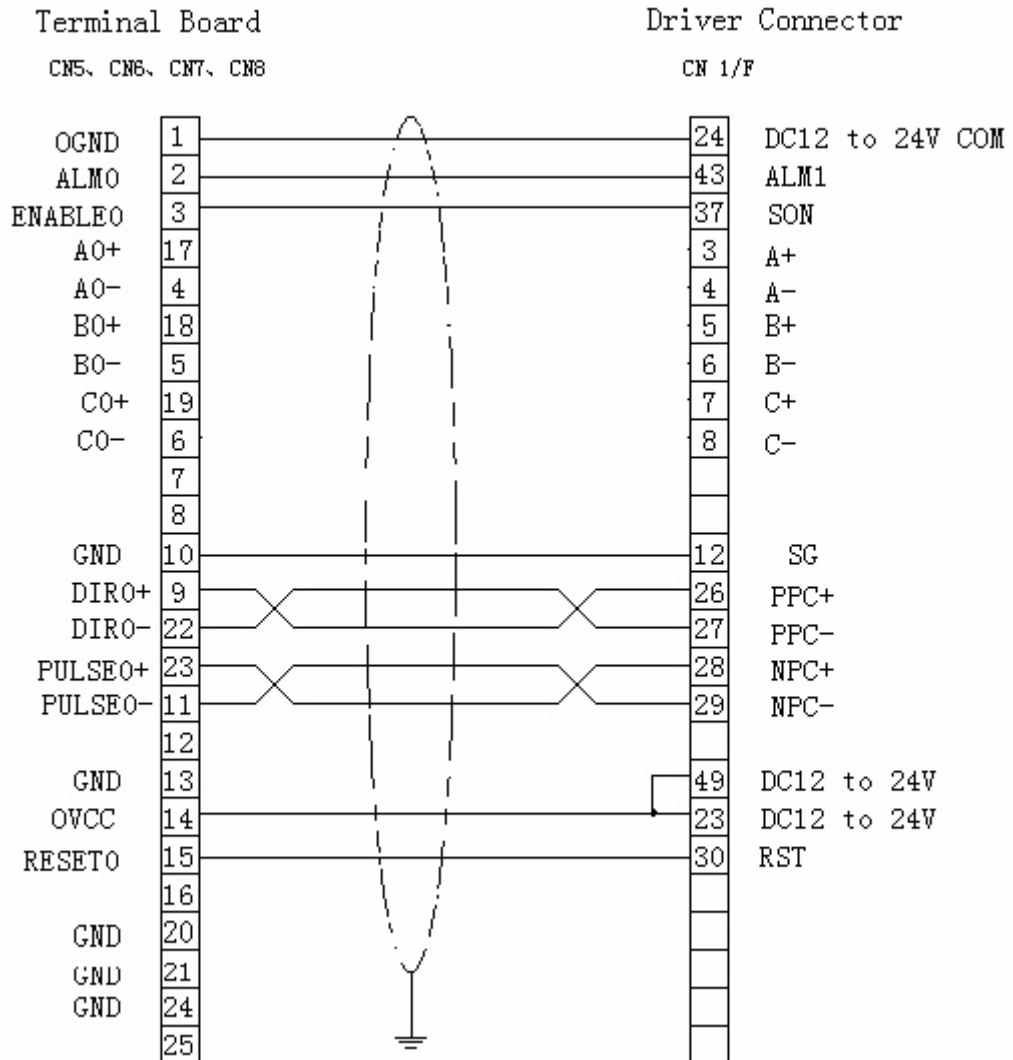 Terminal Board Driver Connector
CN5、CN6、CN7、CN8 CN 1/F
OGND 1 24 DC12 to 24V COM
ALM0 2 43 ALM1
ENABLE0 3 37 SON
A0+ 17 3 A+
A0- 4 4 A-
B0+ 18 5 B+
B0- 5 6 B-
C0+ 19 7 C+
C0- 6 8 C-
7
8
GND 10 12 SG
DIR0+ 9 26 PPC+
DIR0- 22 27 PPC-
PULSE0+ 23 28 NPC+
PULSE0- 11 29 NPC-
12
GND 13 49 DC12 to 24V
OVCC 14 23 DC12 to 24V
RESET0 15 30 RST
16
GND 20
GND 21
GND 24
25